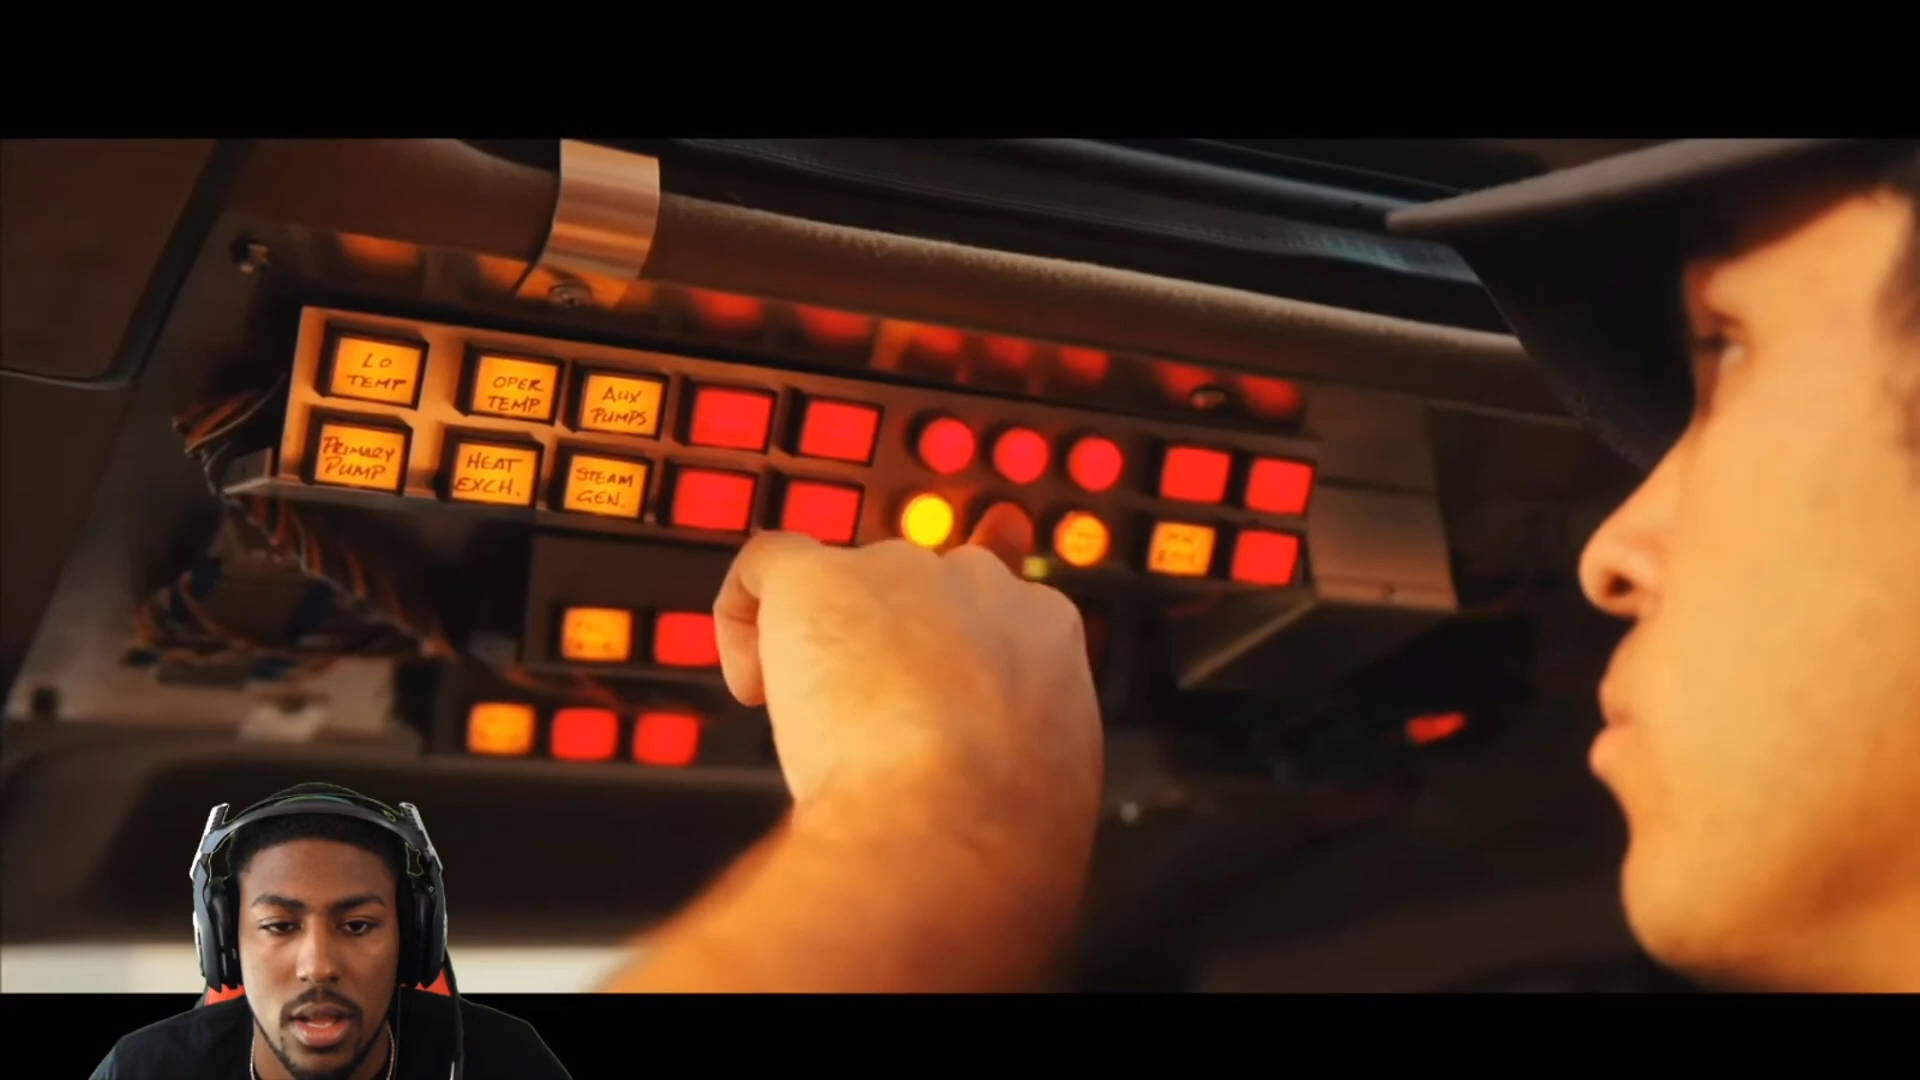 LO
TEMP
OPER
TEMP.
AUX
PUMPS
PRIMARY
PUMP
HEAT
EXCH.
STEAM
GEN.